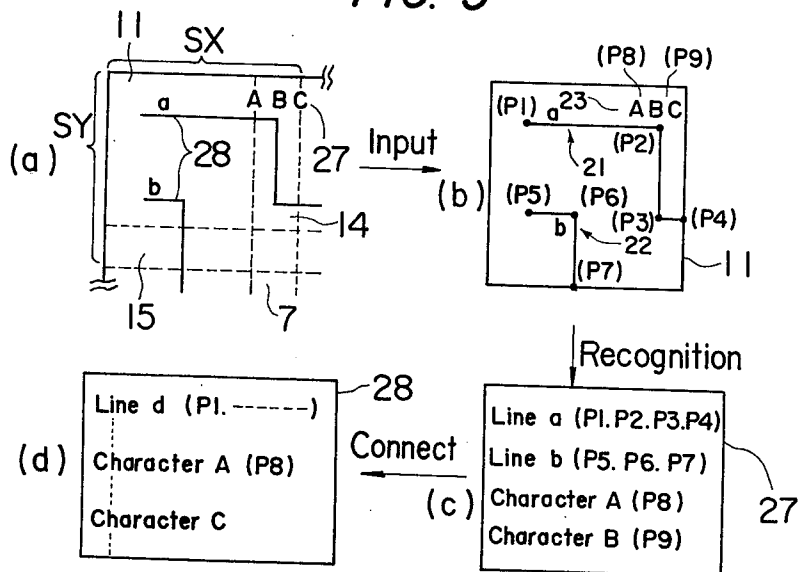 11
SX
A B C
27
SY
a
28
(a)
b
14
15
7
Input
(P8) (P9)
(P1) a 23 A B C
(P2)
21
(b)
(P5) (P6) (P3) (P4)
b 22
(P7)
11
Recognition
28
Line d (P1. ------)
Character A (P8)
Character C
(d)
Connect
Line a (P1.P2.P3.P4)
Line b (P5. P6. P7)
Character A (P8)
Character B (P9)
(c)
27